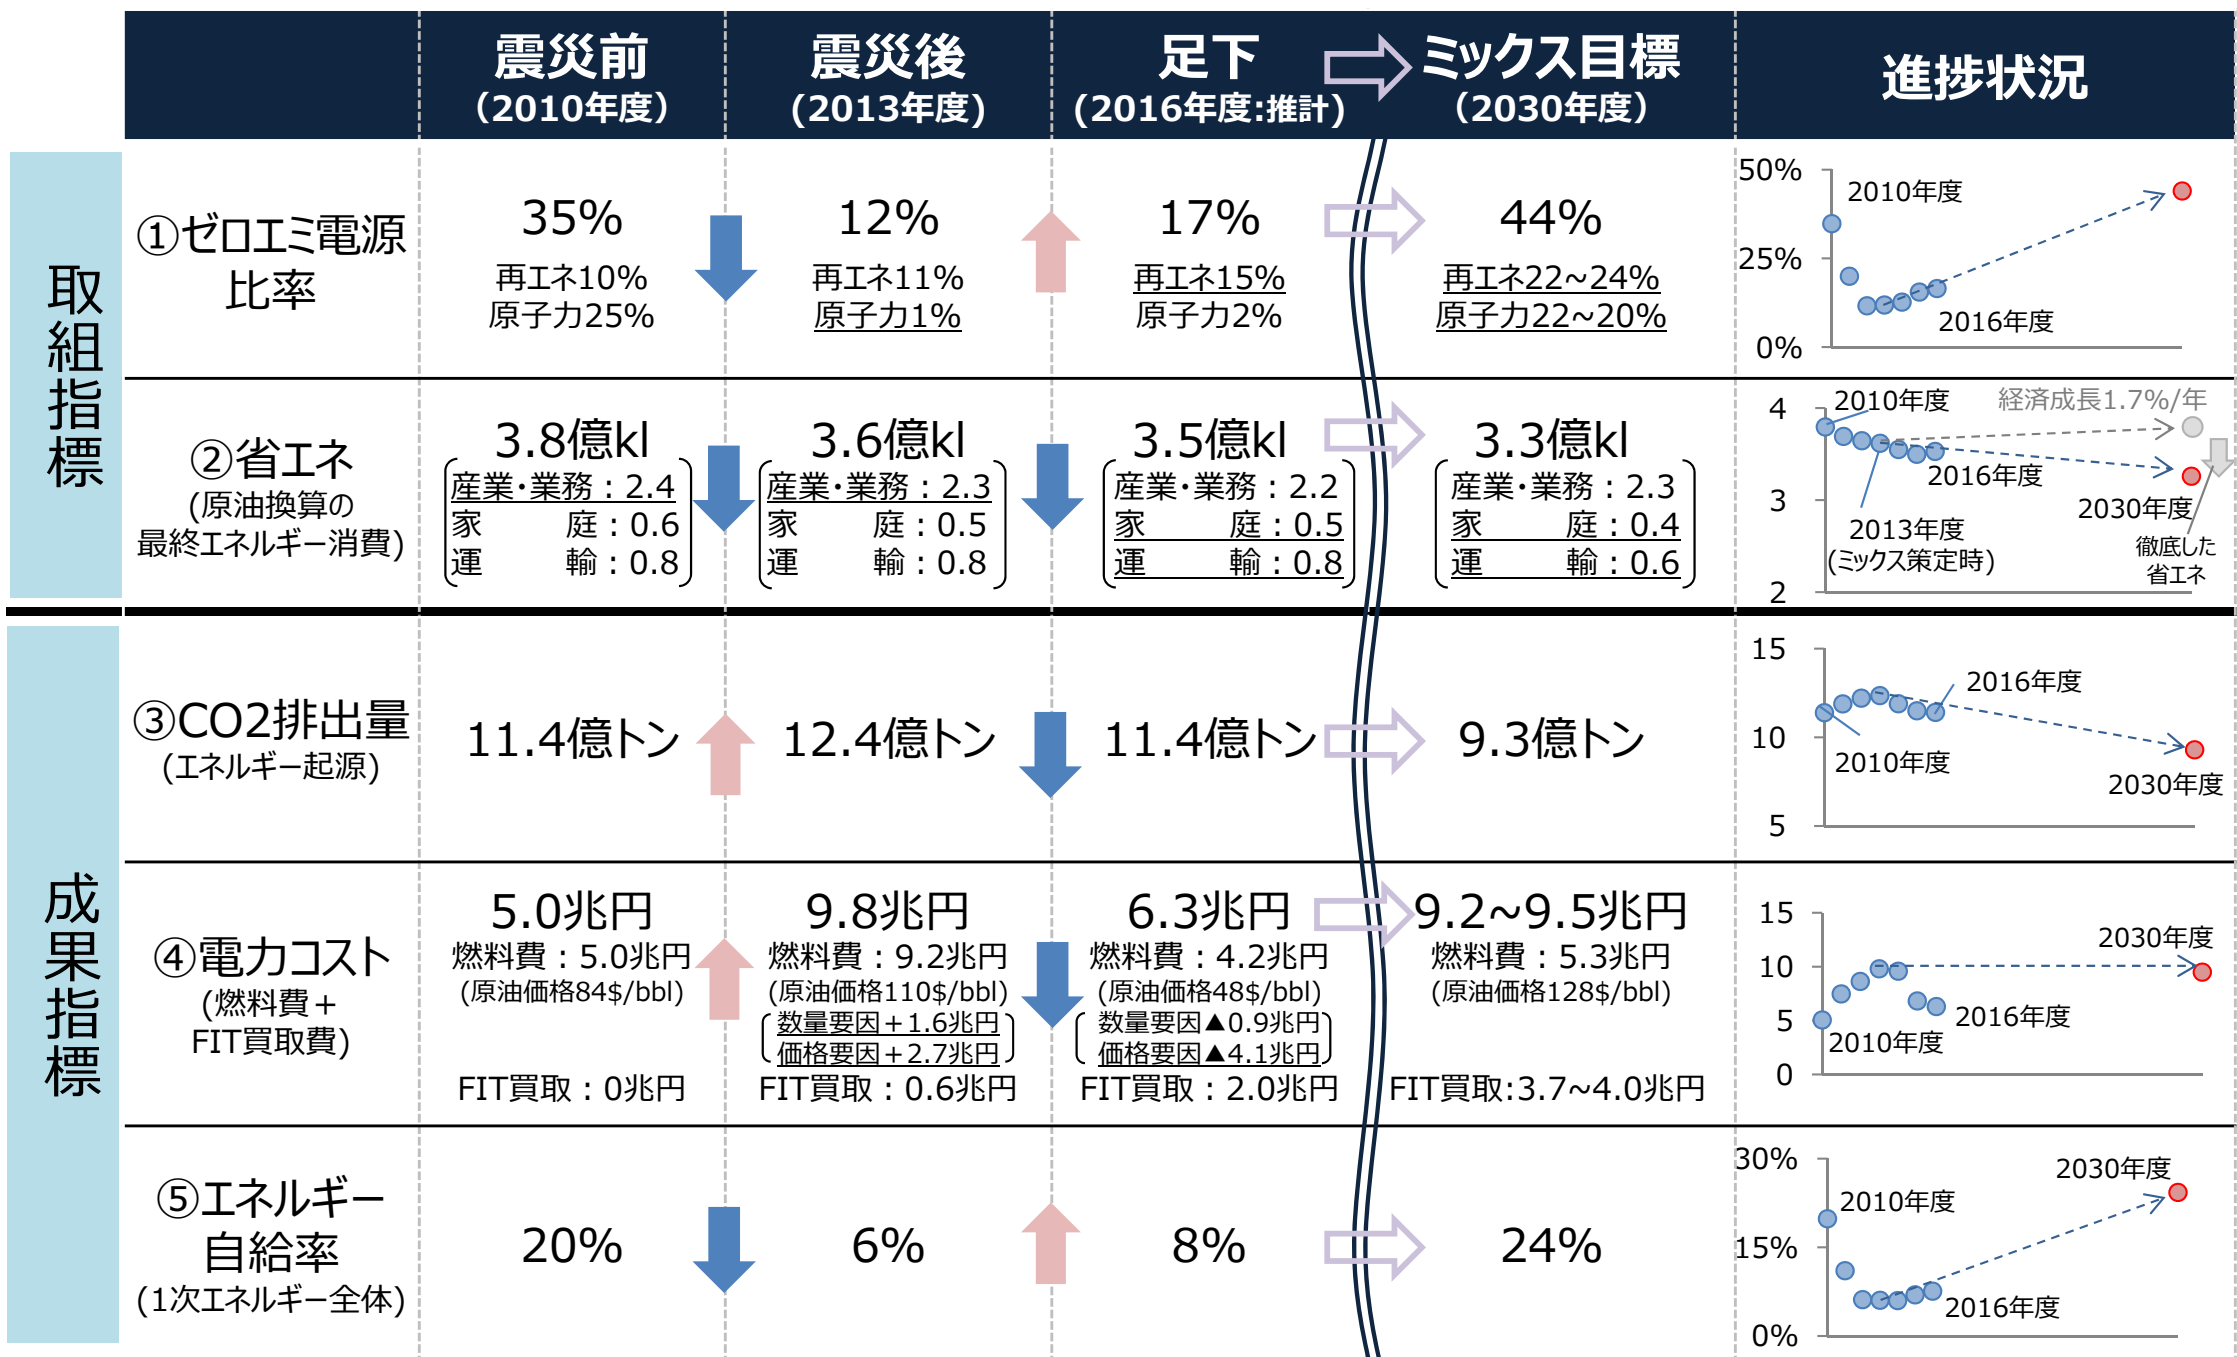 震災前
（2010年度）
震災後
(2013年度)
足下
(2016年度:推計)
ミックス目標
（2030年度）
進捗状況
取組指標
①ゼロエミ電源
比率
35%
再エネ10%
原子力25%
12%
再エネ11%
原子力1%
17%
再エネ15%
原子力2%
44%
再エネ22~24%
原子力22~20%
50%
25%
0%
2010年度
2016年度
②省エネ
(原油換算の
最終エネルギー消費)
3.8億kl
産業・業務：2.4
家　　庭：0.6
運　　輸：0.8
3.6億kl
産業・業務：2.3
家　　庭：0.5
運　　輸：0.8
3.5億kl
産業・業務：2.2
家　　庭：0.5
運　　輸：0.8
3.3億kl
産業・業務：2.3
家　　庭：0.4
運　　輸：0.6
4
3
2
2010年度
経済成長1.7%/年
2016年度
2030年度
2013年度
(ミックス策定時)
徹底した
省エネ
成果指標
③CO2排出量
(エネルギー起源)
11.4億トン
12.4億トン
11.4億トン
9.3億トン
15
10
5
2016年度
2010年度
2030年度
④電力コスト
(燃料費＋
FIT買取費)
5.0兆円
燃料費：5.0兆円
(原油価格84$/bbl)
FIT買取：0兆円
9.8兆円
燃料費：9.2兆円
(原油価格110$/bbl)
数量要因＋1.6兆円
価格要因＋2.7兆円
FIT買取：0.6兆円
6.3兆円
燃料費：4.2兆円
(原油価格48$/bbl)
数量要因▲0.9兆円
価格要因▲4.1兆円
FIT買取：2.0兆円
9.2~9.5兆円
燃料費：5.3兆円
(原油価格128$/bbl)
FIT買取:3.7~4.0兆円
15
10
5
0
2030年度
2016年度
2010年度
⑤エネルギー
自給率
(1次エネルギー全体)
20%
6%
8%
24%
30%
15%
0%
2030年度
2010年度
2016年度